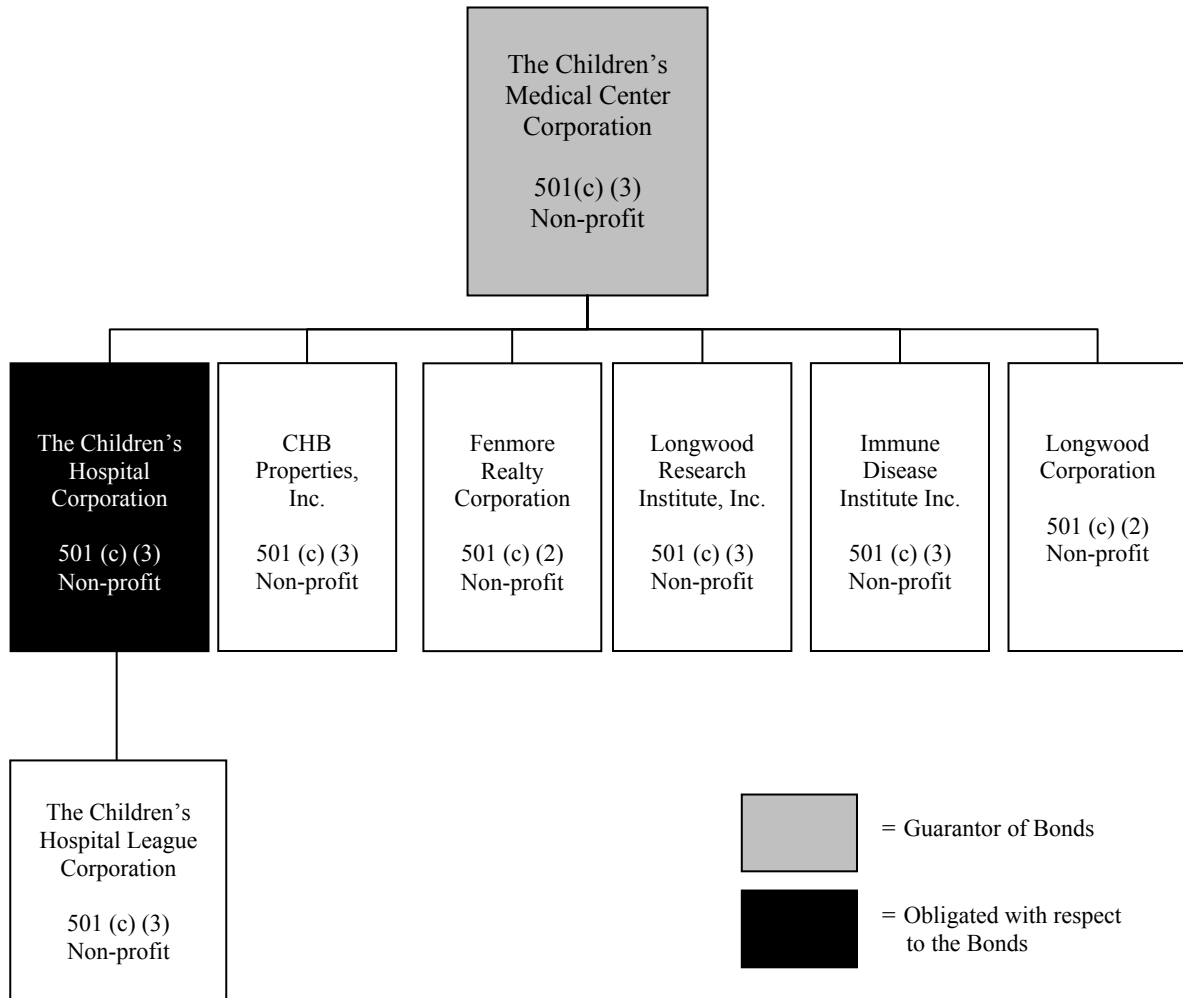 The Children’s
Medical Center
Corporation
501(c) (3)
Non-profit
The Children’s
Hospital
Corporation
501 (c) (3)
Non-profit
CHB
Properties,
Inc.
501 (c) (3)
Non-profit
Fenmore
Realty
Corporation
501 (c) (2)
Non-profit
Longwood
Research
Institute, Inc.
501 (c) (3)
Non-profit
Immune
Disease
Institute Inc.
501 (c) (3)
Non-profit
Longwood
Corporation
501 (c) (2)
Non-profit
The Children’s
Hospital League
Corporation
501 (c) (3)
Non-profit
= Guarantor of Bonds
= Obligated with respect
to the Bonds